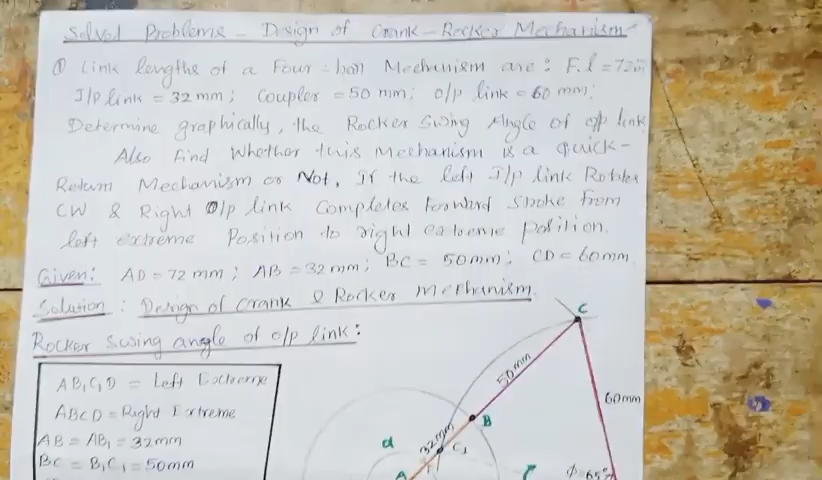 Solved Problems - Design of Crank-Rocker Mechanism
① Link lengths of a Four-bar Mechanism are: F.l = 72m
I/p link = 32 mm; Coupler = 50 mm; o/p link = 60 mm;
Determine graphically, the Rocker Swing Angle of o/p link
Also find Whether this Mechanism is a Quick-
Return Mechanism or Not, If the left I/p link Rotates
CW & Right O/p link Completes forward stroke from
left extreme Position to right extreme position.
Given: AD = 72 mm; AB = 32 mm; BC = 50mm; CD = 60mm
Solution: Design of Crank & Rocker mechanism.
Rocker Swing angle of o/p link:
AB₁C₁D = Left Extreme
ABCD = Right Extreme
AB = AB₁ = 32mm
BC = B₁C₁ = 50mm
C
50mm
60mm
B
32mm
C₁
α
A
Φ=65°